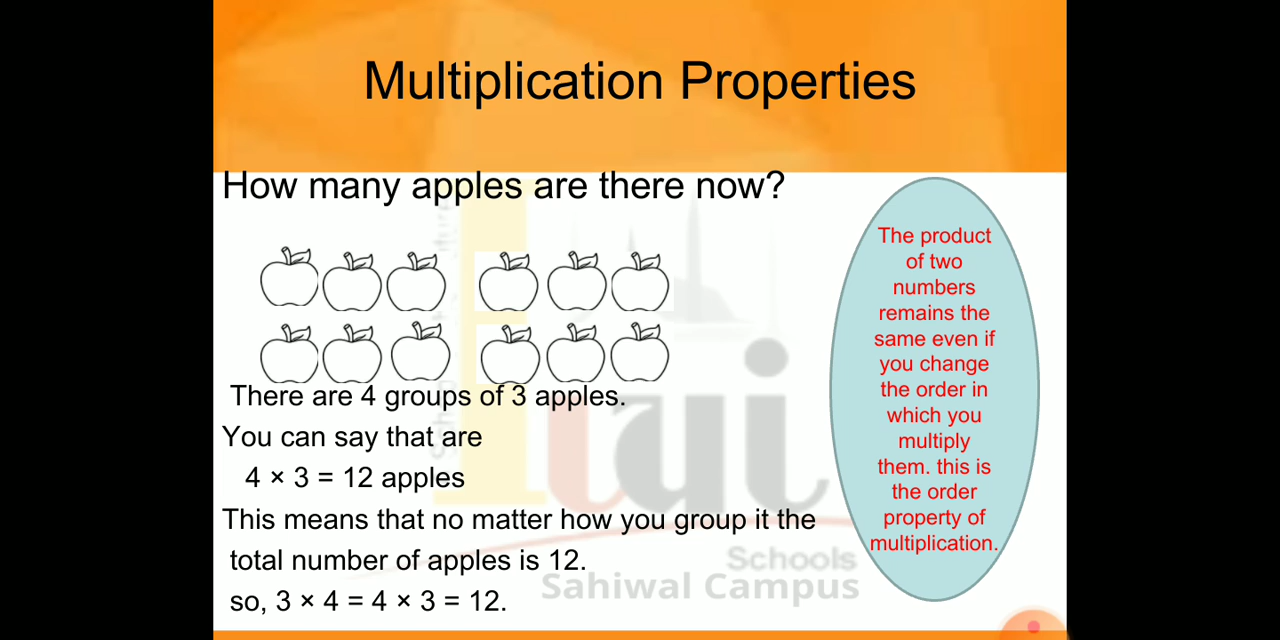 Multiplication Properties
How many apples are there now?
There are 4 groups of 3 apples.
You can say that are
4 × 3 = 12 apples
This means that no matter how you group it the
total number of apples is 12.
so, 3 × 4 = 4 × 3 = 12.
The product
of two
numbers
remains the
same even if
you change
the order in
which you
multiply
them. this is
the order
property of
multiplication.
Schools
Sahiwal Campus